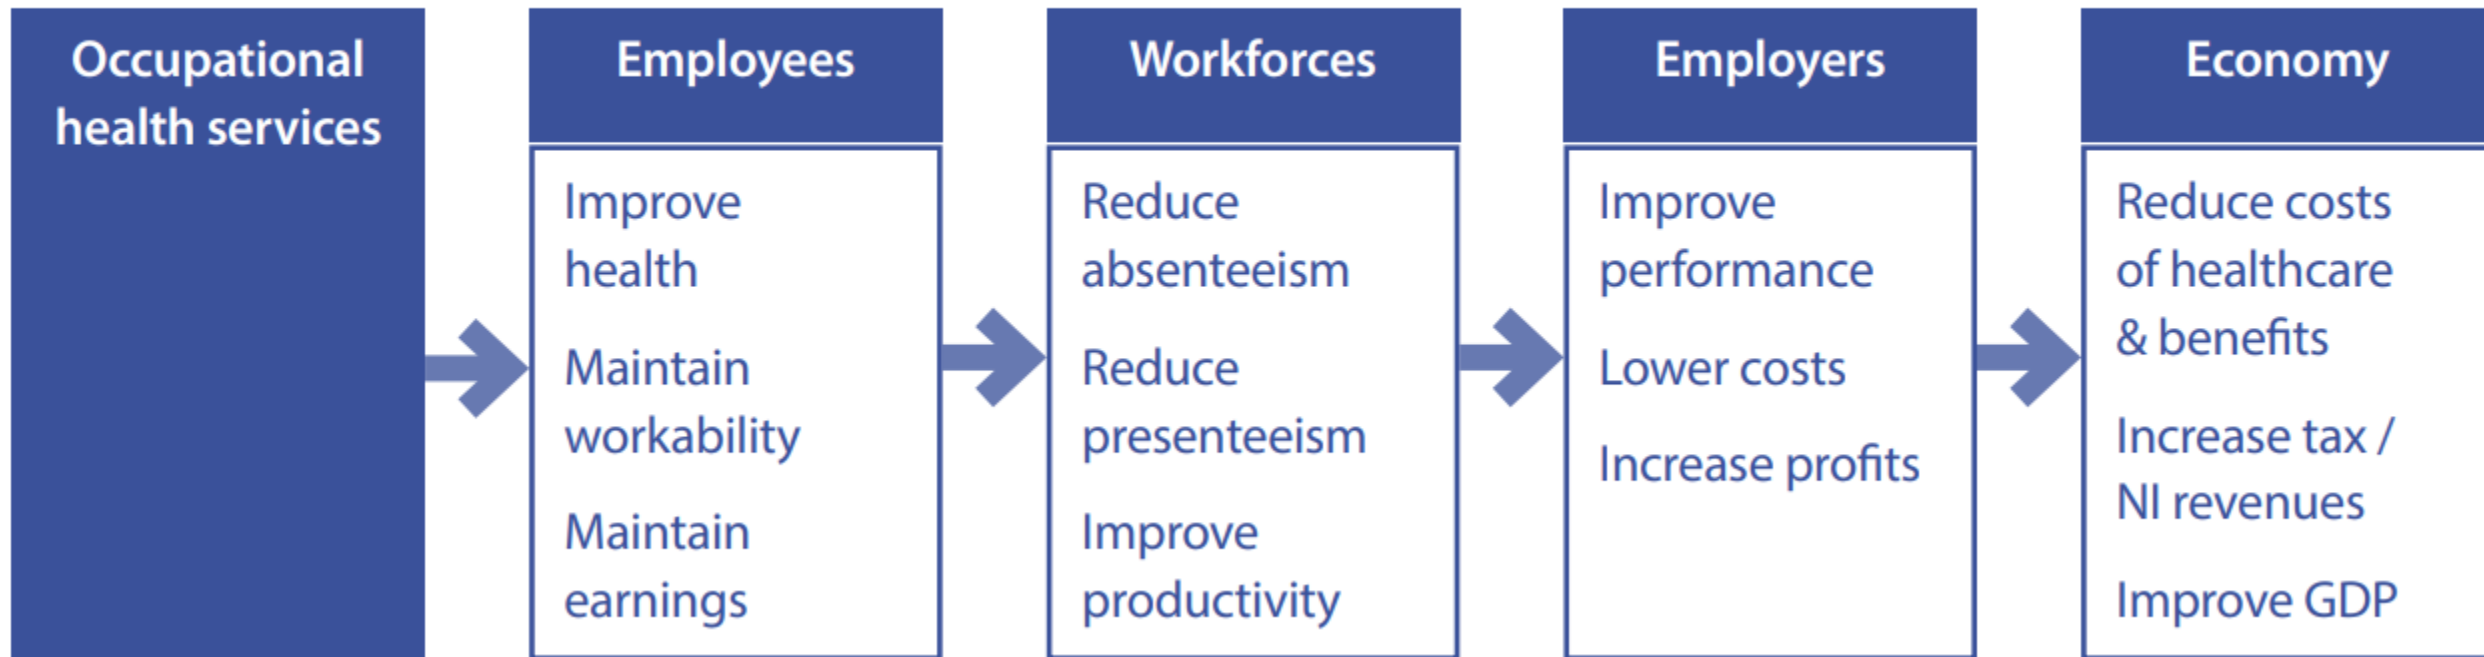 Occupational
health services
Employees
Improve
health
Maintain
workability
Maintain
earnings
Workforces
Reduce
absenteeism
Reduce
presenteeism
Improve
productivity
Employers
Improve
performance
Lower costs
Increase profits
Economy
Reduce costs
of healthcare
& benefits
Increase tax /
NI revenues
Improve GDP